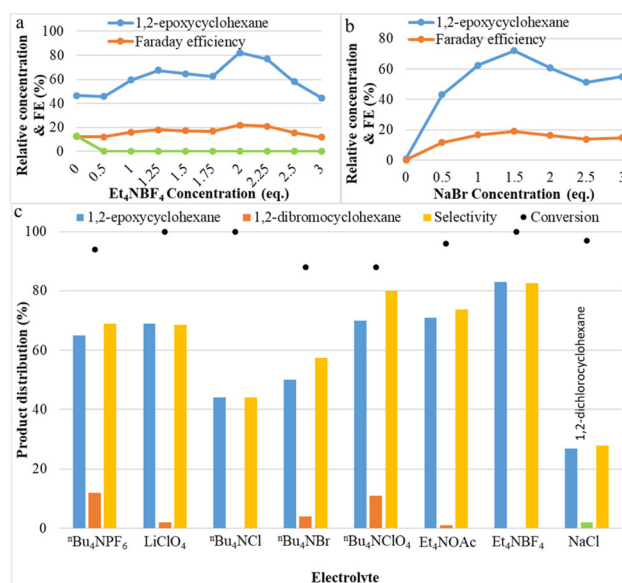 a
1,2-epoxycyclohexane
Faraday efficiency
Relative concentration
& FE (%)
100
80
60
40
20
0
0 0.5 1 1.25 1.5 1.75 2 2.25 2.5 3
Et₄NBF₄ Concentration (eq.)
b
1,2-epoxycyclohexane
Faraday efficiency
Relative concentration
& FE (%)
80
60
40
20
0
0 0.5 1 1.5 2 2.5 3
NaBr Concentration (eq.)
c
1,2-epoxycyclohexane 1,2-dibromocyclohexane Selectivity Conversion
Product distribution (%)
100
80
60
40
20
0
1,2-dichlorocyclohexane
ⁿBu₄NPF₆ LiClO₄ ⁿBu₄NCl ⁿBu₄NBr ⁿBu₄NClO₄ Et₄NOAc Et₄NBF₄ NaCl
Electrolyte